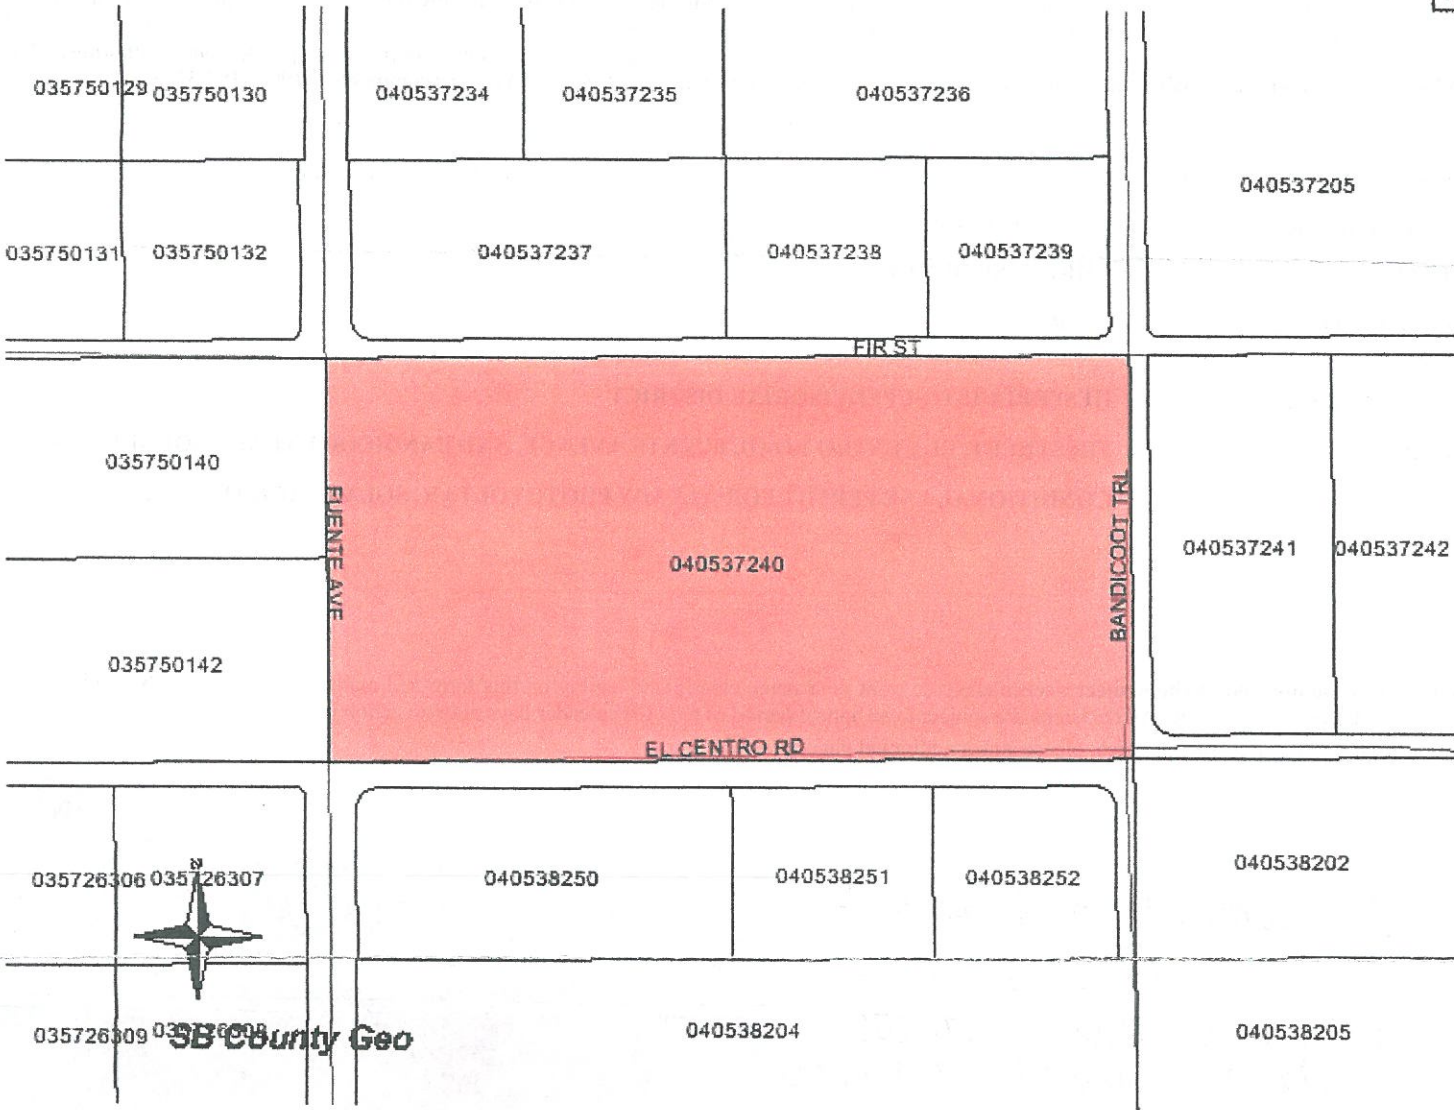 035750129 035750130 040537234 040537235 040537236
040537205
035750131 035750132 040537237 040537238 040537239
FIR ST
035750140
FUENTE AVE
040537240
BANDICOOT TRL
040537241 040537242
035750142
EL CENTRO RD
035726306 035726307 040538250 040538251 040538252 040538202
N
035726309 040538204 040538205
SB County Geo